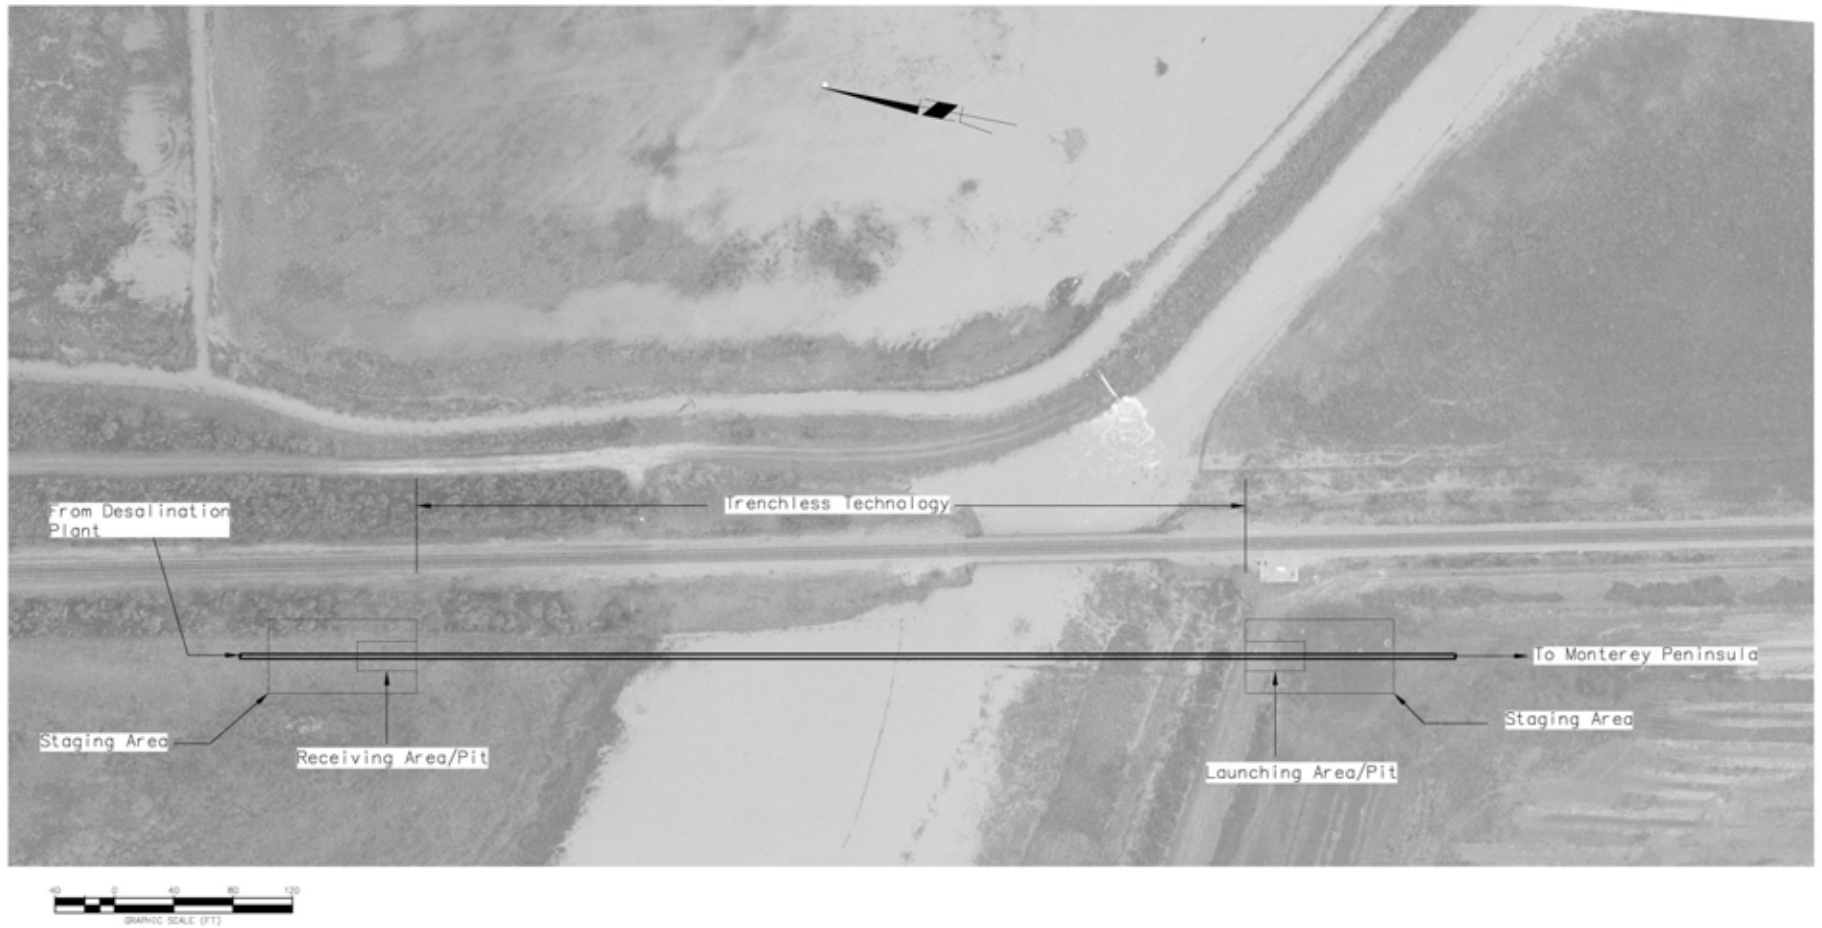 Trenchless Technology
From Desalination
Plant
To Monterey Peninsula
Staging Area
Staging Area
Receiving Area/Pit
Launching Area/Pit
40 0 40 80 120
GRAPHIC SCALE (FT)